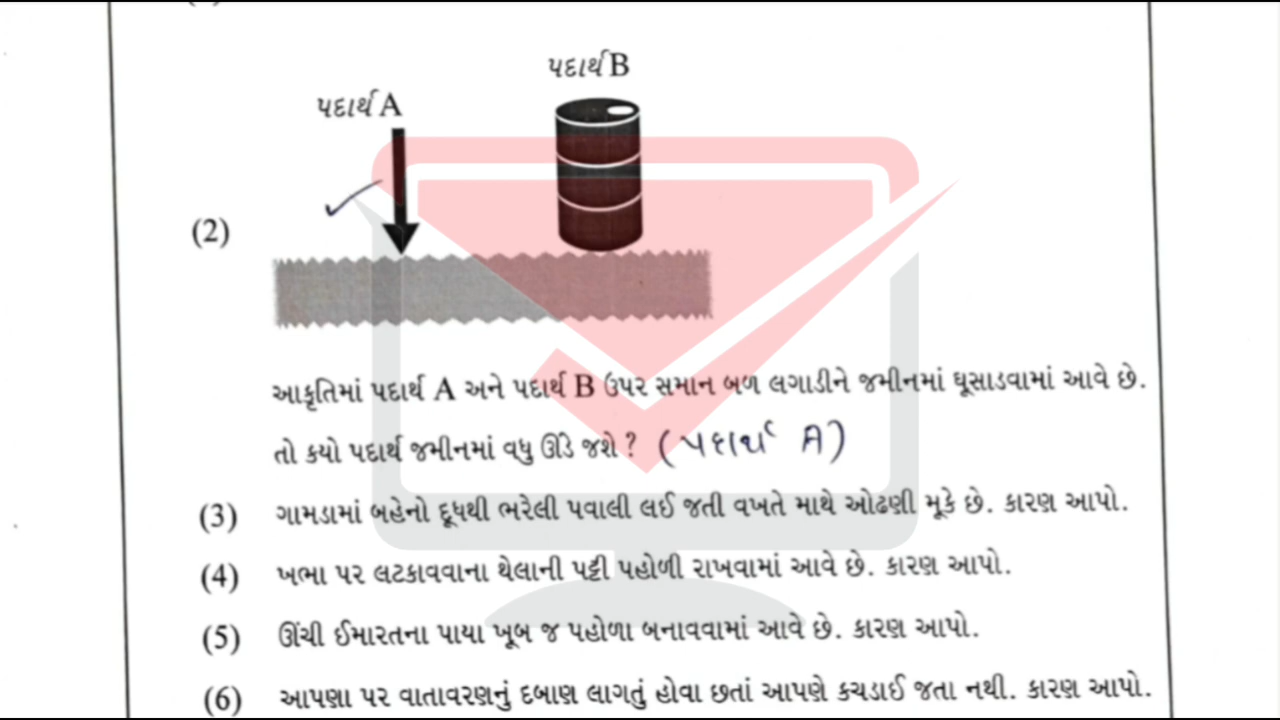 પદાર્થ B
પદાર્થ A
(2)
આકૃતિમાં પદાર્થ A અને પદાર્થ B ઉપર સમાન બળ લગાડીને જમીનમાં ઘૂસાડવામાં આવે છે.
તો કયો પદાર્થ જમીનમાં વધુ ઊંડે જશે? (પદાર્થ A)
(3) ગામડામાં બહેનો દૂધથી ભરેલી પવાલી લઈ જતી વખતે માથે ઓઢણી મૂકે છે. કારણ આપો.
(4) ખભા પર લટકાવવાના થેલાની પટ્ટી પહોળી રાખવામાં આવે છે. કારણ આપો.
(5) ઊંચી ઈમારતના પાયા ખૂબ જ પહોળા બનાવવામાં આવે છે. કારણ આપો.
(6) આપણા પર વાતાવરણનું દબાણ લાગતું હોવા છતાં આપણે કચડાઈ જતા નથી. કારણ આપો.